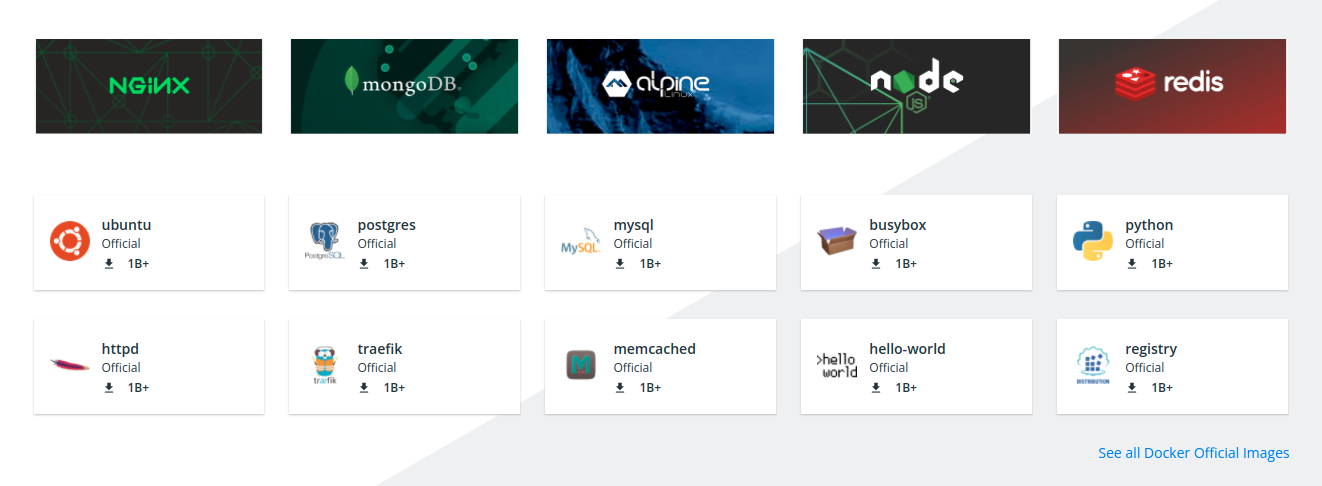 NGINX
mongoDB®
alpine
Linux
node
JS
redis
ubuntu
Official
1B+
PostgreSQL
postgres
Official
1B+
MySQL
mysql
Official
1B+
busybox
Official
1B+
python
Official
1B+
httpd
Official
1B+
træfik
traefik
Official
1B+
M
memcached
Official
1B+
>hello
world
hello-world
Official
1B+
DISTRIBUTION
registry
Official
1B+
See all Docker Official Images